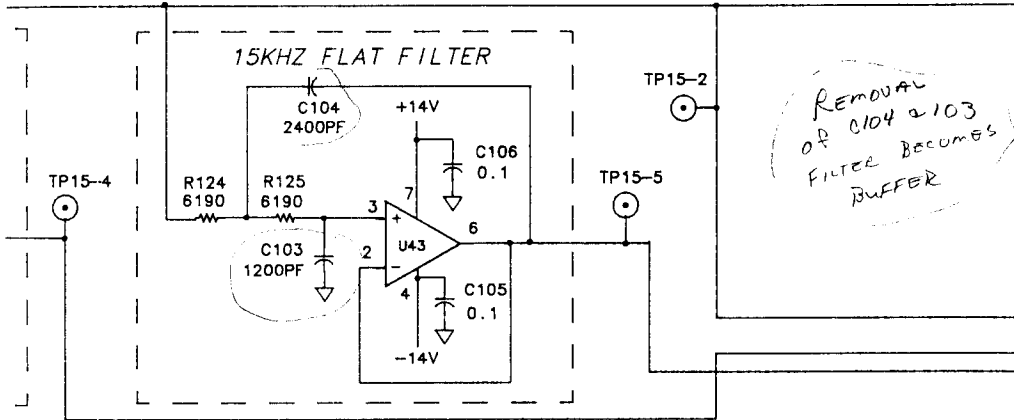 15KHZ FLAT FILTER
C104
2400PF
+14V
C106
0.1
TP15-2
REMOVAL
OF C104 & 103
FILTER BECOMES
BUFFER
TP15-4
R124
6190
R125
6190
7
TP15-5
3
+
6
U43
C103
1200PF
2
-
4
C105
0.1
-14V